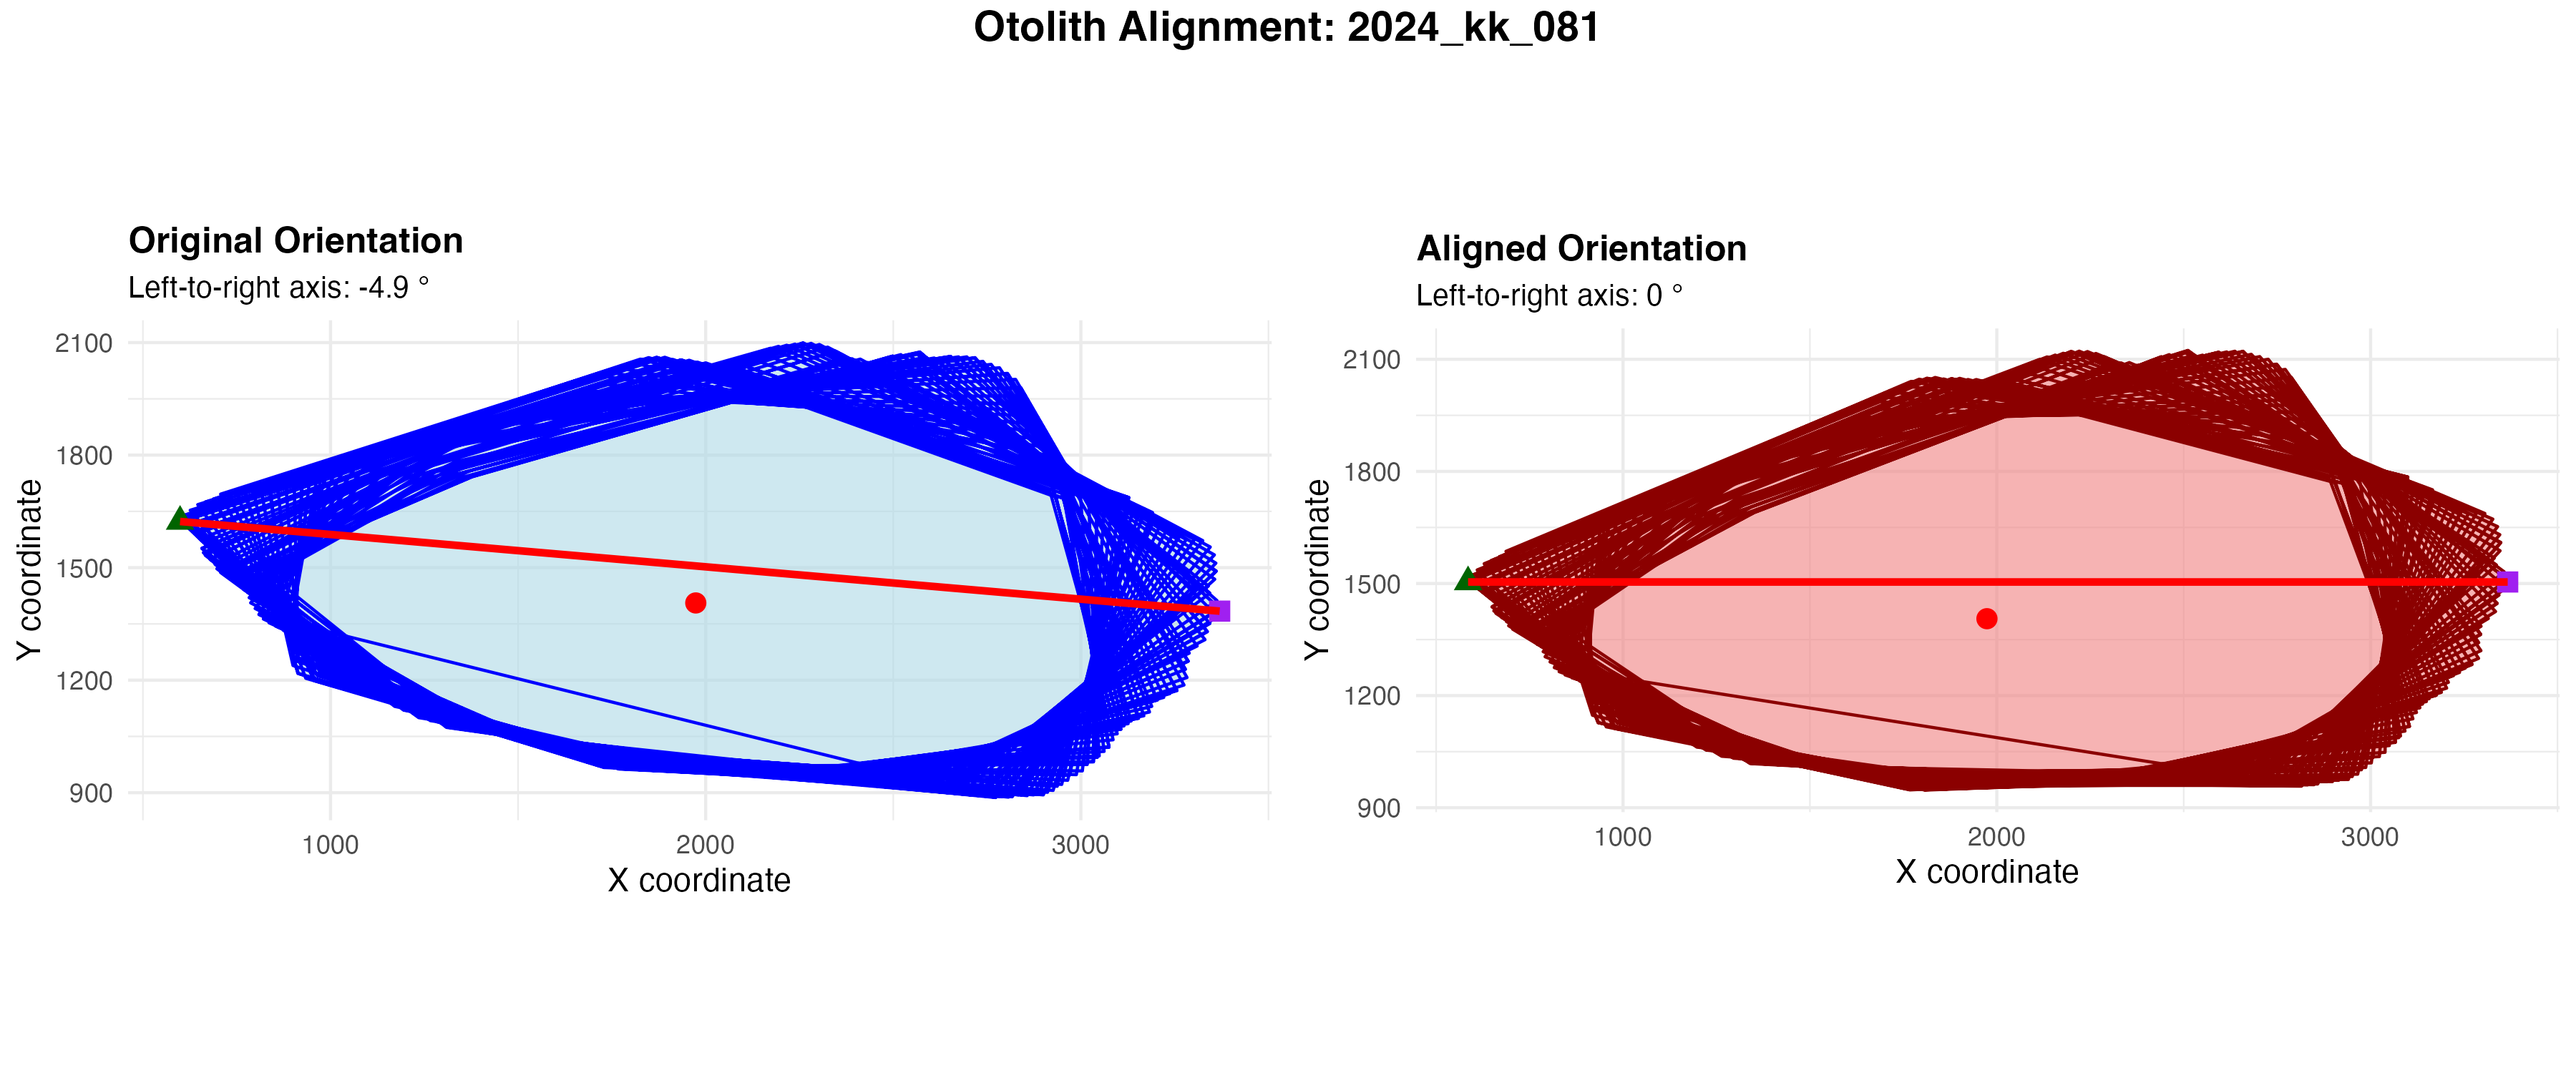 Otolith Alignment: 2024_kk_081
Original Orientation
Left-to-right axis: -4.9 °
2100
1800
1500
1200
900
Y coordinate
1000 2000 3000
X coordinate
Aligned Orientation
Left-to-right axis: 0 °
2100
1800
1500
1200
900
Y coordinate
1000 2000 3000
X coordinate